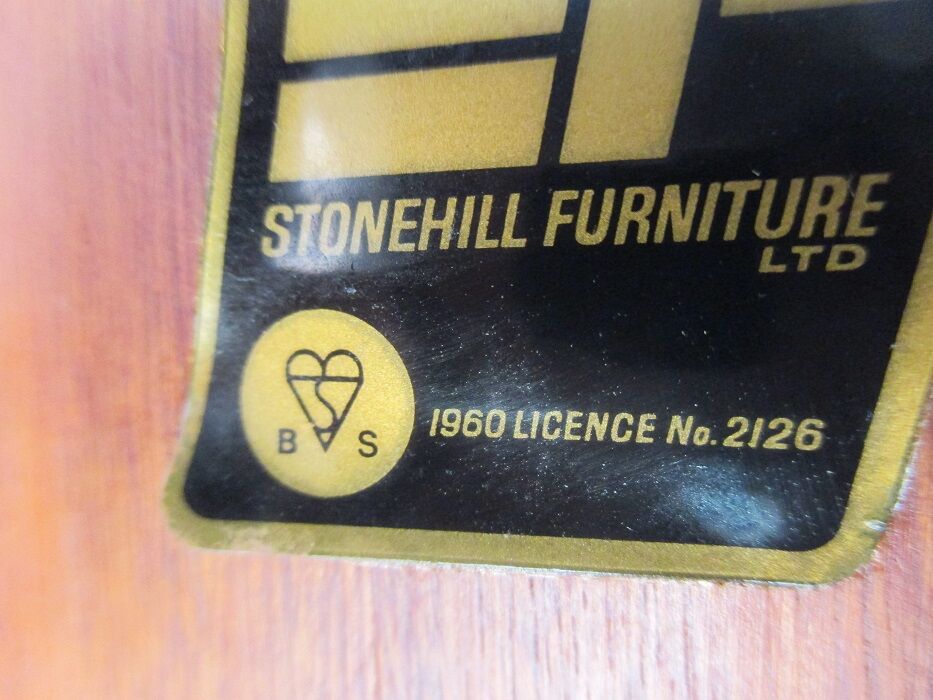 STONEHILL FURNITURE
LTD
B S
1960 LICENCE No. 2126